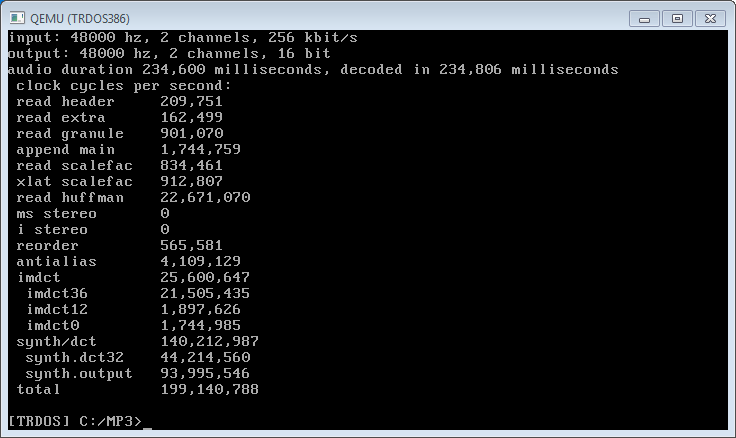 QEMU (TRDOS386)
input: 48000 hz, 2 channels, 256 kbit/s
output: 48000 hz, 2 channels, 16 bit
audio duration 234,600 milliseconds, decoded in 234,806 milliseconds
clock cycles per second:
read header 209,751
read extra 162,499
read granule 901,070
append main 1,744,759
read scalefac 834,461
xlat scalefac 912,807
read huffman 22,671,070
ms stereo 0
i stereo 0
reorder 565,581
antialias 4,109,129
imdct 25,600,647
imdct36 21,505,435
imdct12 1,897,626
imdct0 1,744,985
synth/dct 140,212,987
synth.dct32 44,214,560
synth.output 93,995,546
total 199,140,788
[TRDOS] C:/MP3>_